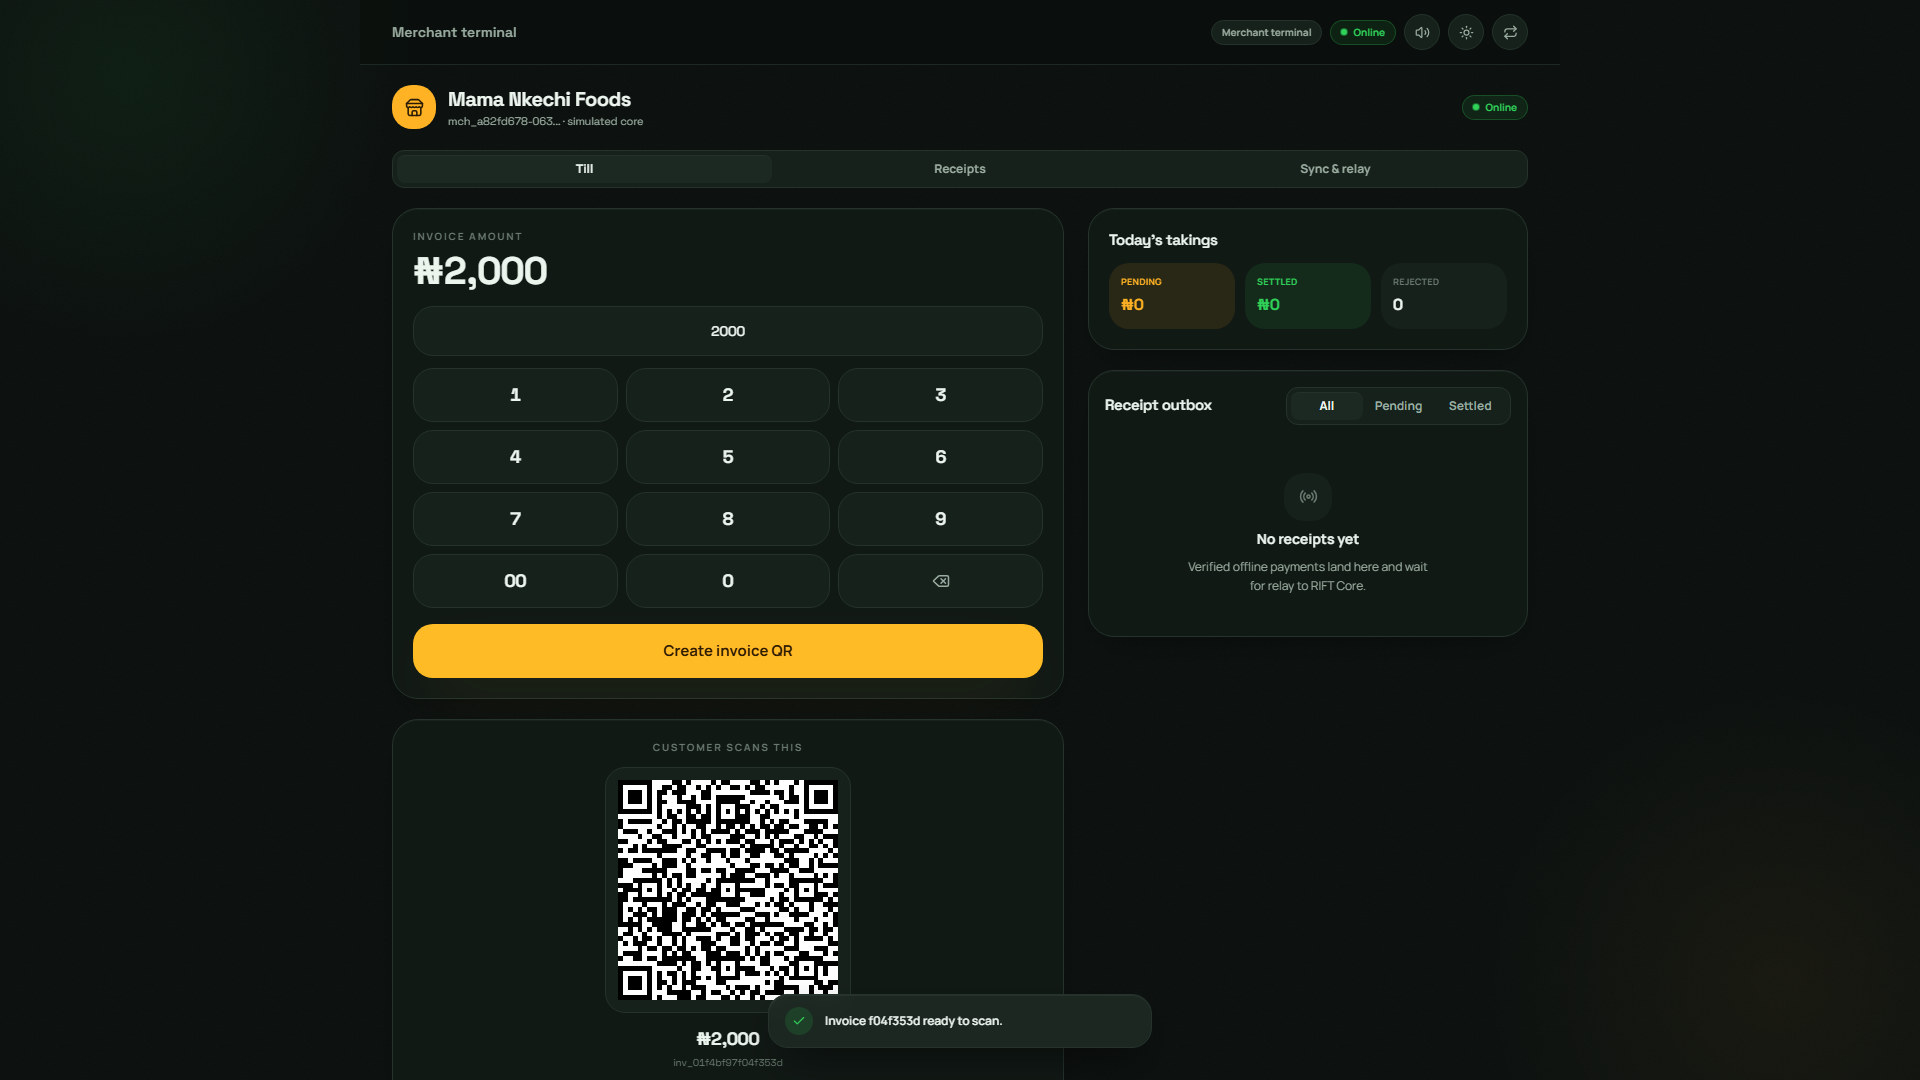 Merchant terminal
Merchant terminal
Online
Mama Nkechi Foods
mch_a82fd678-063... · simulated core
Online
Till
Receipts
Sync & relay
INVOICE AMOUNT
₦2,000
2000
1
2
3
4
5
6
7
8
9
00
0
Create invoice QR
Today's takings
PENDING
₦0
SETTLED
₦0
REJECTED
0
Receipt outbox
All
Pending
Settled
No receipts yet
Verified offline payments land here and wait
for relay to RIFT Core.
CUSTOMER SCANS THIS
₦2,000
inv_01f4bf97f04f353d
Invoice f04f353d ready to scan.